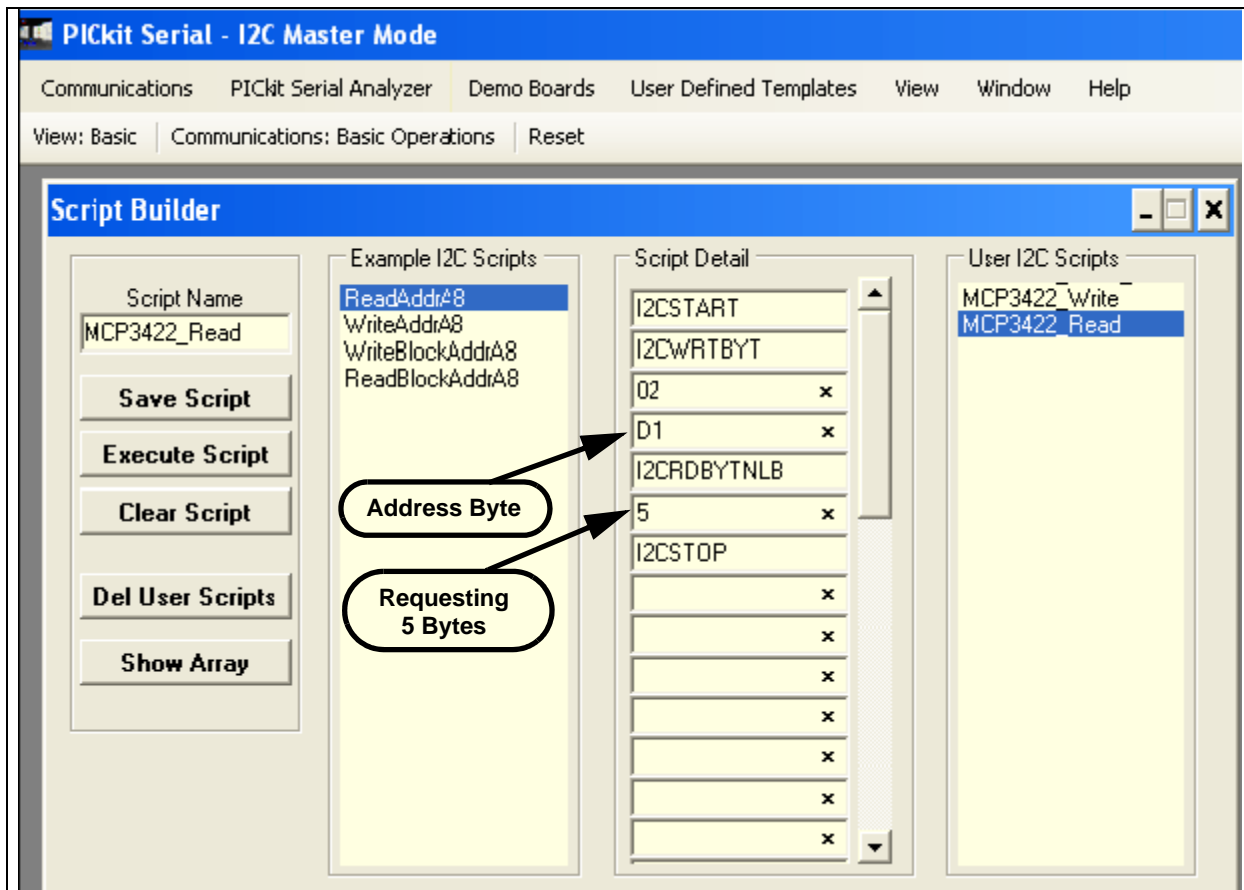 PICkit Serial - I2C Master Mode
Communications PICkit Serial Analyzer Demo Boards User Defined Templates View Window Help
View: Basic Communications: Basic Operations Reset
Script Builder
Script Name
MCP3422_Read
Save Script
Execute Script
Clear Script
Del User Scripts
Show Array
Example I2C Scripts
ReadAddrA8
WriteAddrA8
WriteBlockAddrA8
ReadBlockAddrA8
Address Byte
Requesting
5 Bytes
Script Detail
I2CSTART
I2CWRTBYT
02 x
D1 x
I2CRDBYTNLB
5 x
I2CSTOP
x
x
x
x
x
x
x
User I2C Scripts
MCP3422_Write_
MCP3422_Read